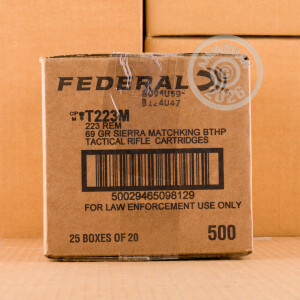 FEDERAL
T223M
223 REM
69 GR SIERRA MATCHKING BTHP
TACTICAL RIFLE CARTRIDGES
50029465098129
FOR LAW ENFORCEMENT USE ONLY
25 BOXES OF 20 500